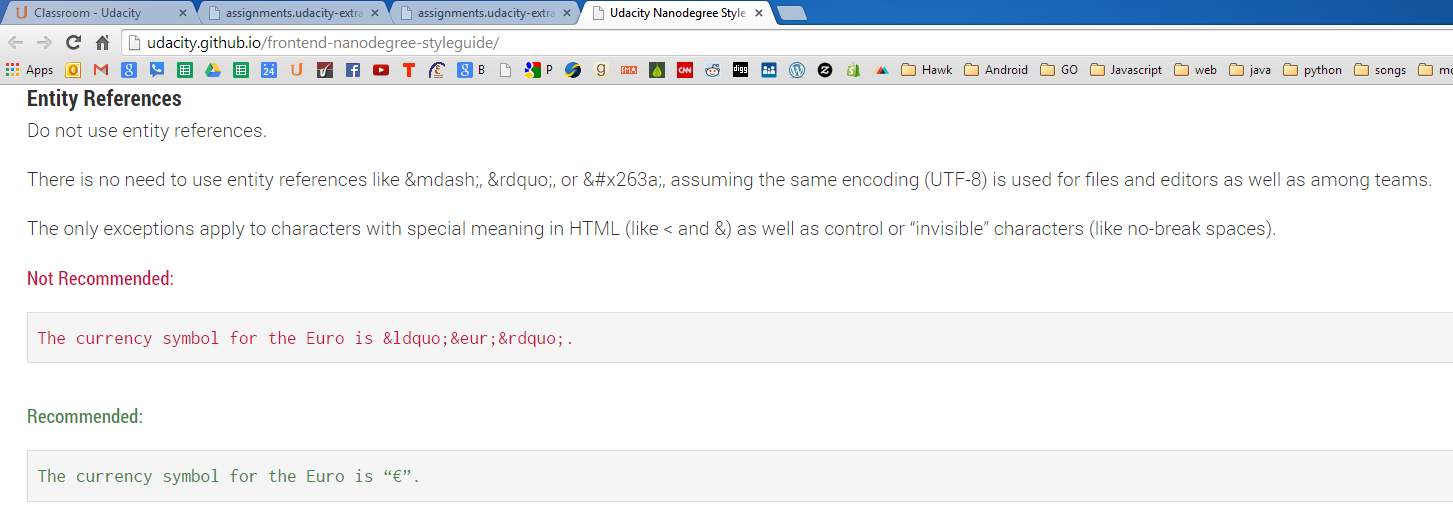 Classroom - Udacity
assignments.udacity-extra
assignments.udacity-extra
Udacity Nanodegree Style
udacity.github.io/frontend-nanodegree-styleguide/
Apps 24 B P IMA CNN digg Hawk Android GO Javascript web java python songs mo
Entity References
Do not use entity references.
There is no need to use entity references like &mdash;, &rdquo;, or &#x263a;, assuming the same encoding (UTF-8) is used for files and editors as well as among teams.
The only exceptions apply to characters with special meaning in HTML (like < and &) as well as control or “invisible” characters (like no-break spaces).
Not Recommended:
The currency symbol for the Euro is &ldquo;&eur;&rdquo;.
Recommended:
The currency symbol for the Euro is “€”.